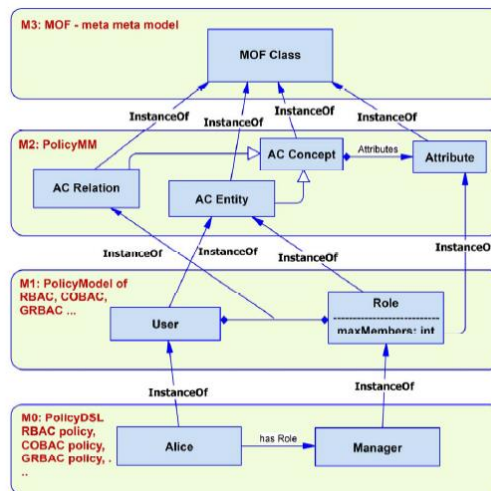 M3: MOF - meta meta model
MOF Class
InstanceOf
InstanceOf
InstanceOf
InstanceOf
M2: PolicyMM
AC Concept
Attributes
Attribute
AC Relation
AC Entity
InstanceOf
InstanceOf
InstanceOf
InstanceO
M1: PolicyModel of
RBAC, COBAC,
GRBAC ...
User
Role
maxMembers: int
InstanceOf
InstanceOf
M0: PolicyDSL
RBAC policy,
COBAC policy,
GRBAC policy, .
..
Alice
has Role
Manager